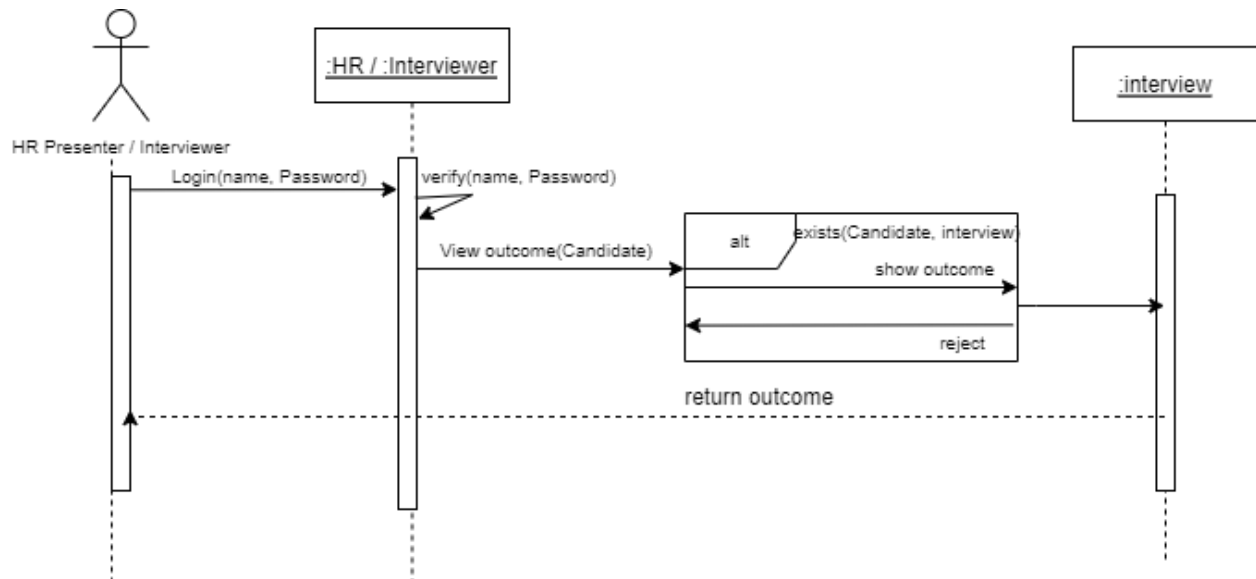 :HR / :Interviewer
:interview
HR Presenter / Interviewer
Login(name, Password)
verify(name, Password)
View outcome(Candidate)
alt
exists(Candidate, interview)
show outcome
reject
return outcome